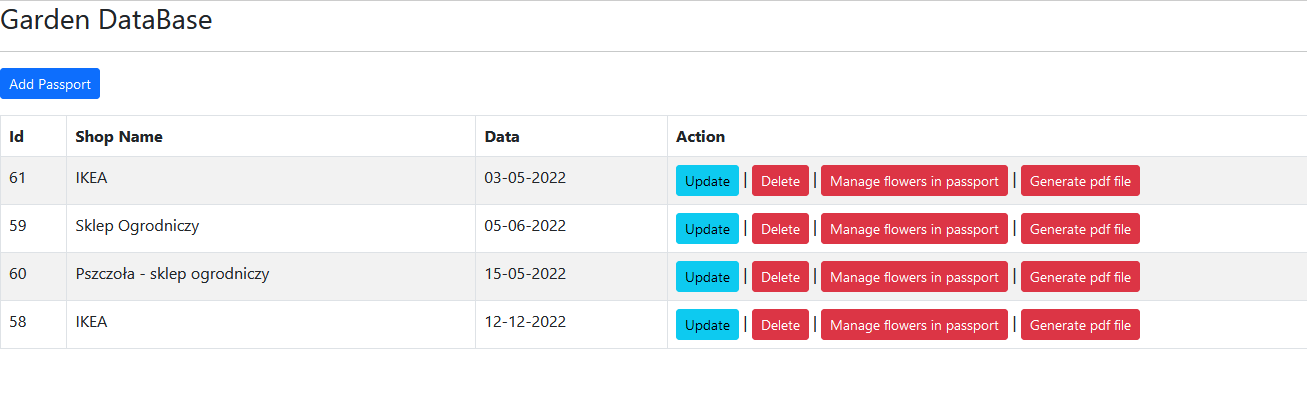 Garden DataBase
Add Passport
Id Shop Name Data Action
61 IKEA 03-05-2022 Update | Delete | Manage flowers in passport | Generate pdf file
59 Sklep Ogrodniczy 05-06-2022 Update | Delete | Manage flowers in passport | Generate pdf file
60 Pszczoła - sklep ogrodniczy 15-05-2022 Update | Delete | Manage flowers in passport | Generate pdf file
58 IKEA 12-12-2022 Update | Delete | Manage flowers in passport | Generate pdf file